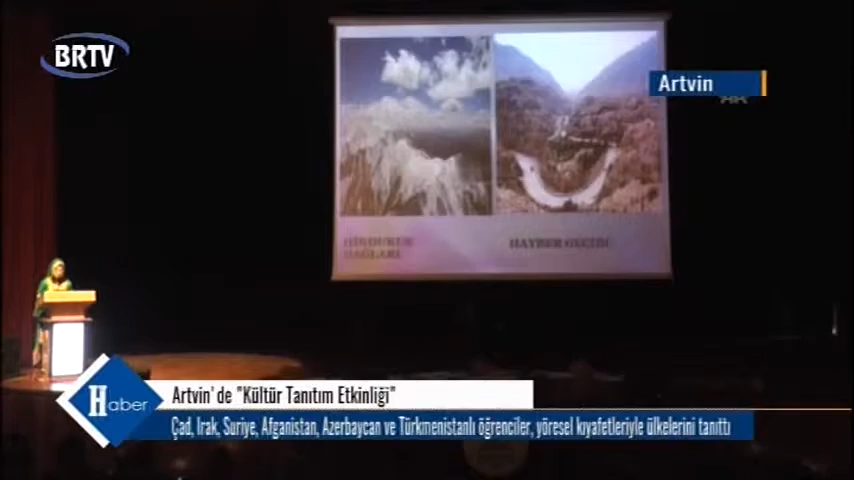 BRTV
Artvin
HİNDUKUŞ
DAĞLARI
HAYBER GEÇİDİ
Haber
Artvin'de "Kültür Tanıtım Etkinliği"
Çad, Irak, Suriye, Afganistan, Azerbaycan ve Türkmenistanlı öğrenciler, yöresel kıyafetleriyle ülkelerini tanıttı